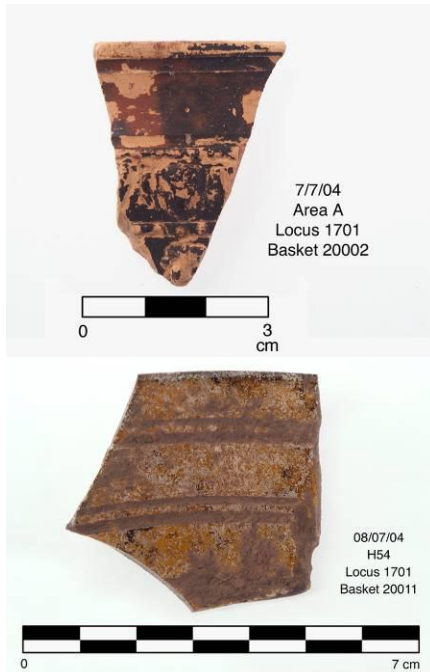 7/7/04
Area A
Locus 1701
Basket 20002
0 3
cm
08/07/04
H54
Locus 1701
Basket 20011
0 7 cm